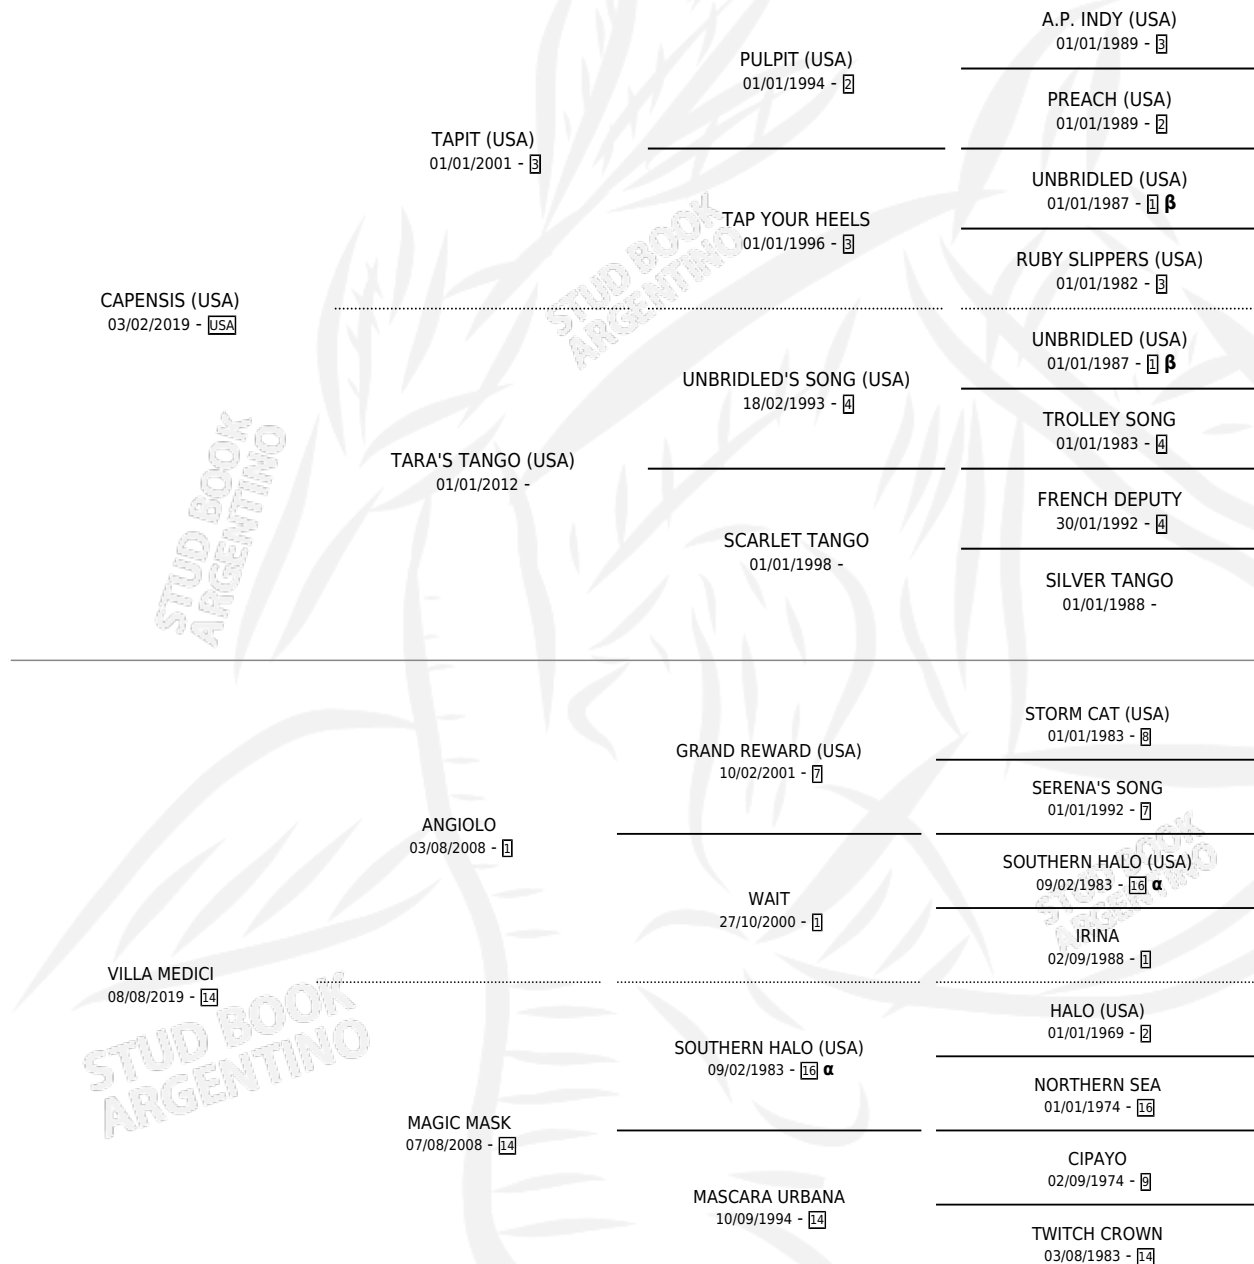 A.P. INDY (USA)
01/01/1989 - 3
PULPIT (USA)
01/01/1994 - 2
PREACH (USA)
01/01/1989 - 2
TAPIT (USA)
01/01/2001 - 3
UNBRIDLED (USA)
01/01/1987 - 1 β
TAP YOUR HEELS
01/01/1996 - 3
RUBY SLIPPERS (USA)
01/01/1982 - 3
CAPENSIS (USA)
03/02/2019 - USA
UNBRIDLED (USA)
01/01/1987 - 1 β
UNBRIDLED'S SONG (USA)
18/02/1993 - 4
TROLLEY SONG
01/01/1983 - 4
TARA'S TANGO (USA)
01/01/2012 -
FRENCH DEPUTY
30/01/1992 - 4
SCARLET TANGO
01/01/1998 -
SILVER TANGO
01/01/1988 -
STORM CAT (USA)
01/01/1983 - 8
GRAND REWARD (USA)
10/02/2001 - 7
SERENA'S SONG
01/01/1992 - 7
ANGIOLO
03/08/2008 - 1
SOUTHERN HALO (USA)
09/02/1983 - 16 α
WAIT
27/10/2000 - 1
IRINA
02/09/1988 - 1
VILLA MEDICI
08/08/2019 - 14
HALO (USA)
01/01/1969 - 2
SOUTHERN HALO (USA)
09/02/1983 - 16 α
NORTHERN SEA
01/01/1974 - 16
MAGIC MASK
07/08/2008 - 14
CIPAYO
02/09/1974 - 9
MASCARA URBANA
10/09/1994 - 14
TWITCH CROWN
03/08/1983 - 14
STUD BOOK
ARGENTINO
STUD BOOK
ARGENTINO
STUD BOOK
ARGENTINO
STUD BOOK
ARGENTINO